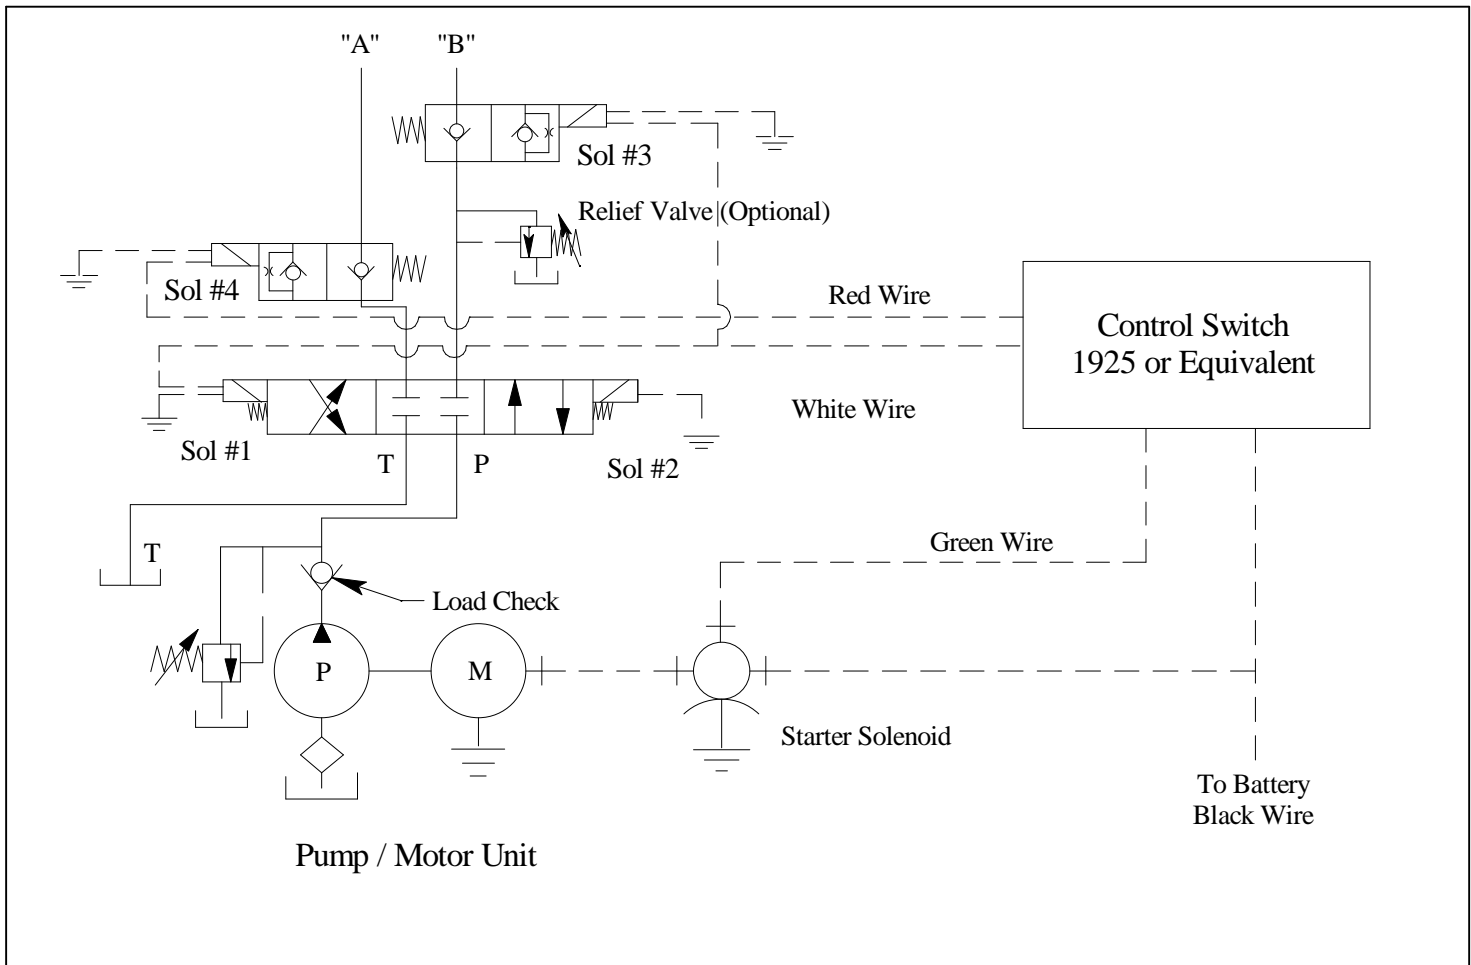 "A" "B"
Sol #3
Relief Valve (Optional)
Sol #4
Red Wire
Control Switch
1925 or Equivalent
White Wire
Sol #1
T P
Sol #2
T
Green Wire
Load Check
P M
Starter Solenoid
To Battery
Black Wire
Pump / Motor Unit